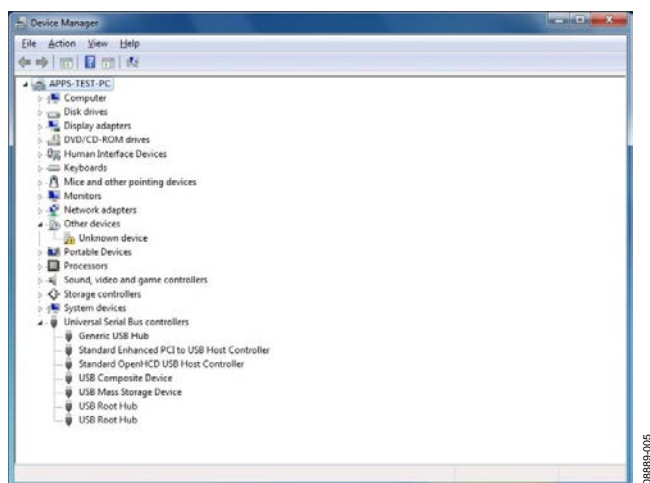 Device Manager
File Action View Help
APPS-TEST-PC
Computer
Disk drives
Display adapters
DVD/CD-ROM drives
Human Interface Devices
Keyboards
Mice and other pointing devices
Monitors
Network adapters
Other devices
Unknown device
Portable Devices
Processors
Sound, video and game controllers
Storage controllers
System devices
Universal Serial Bus controllers
Generic USB Hub
Standard Enhanced PCI to USB Host Controller
Standard OpenHCD USB Host Controller
USB Composite Device
USB Mass Storage Device
USB Root Hub
USB Root Hub
08889-005